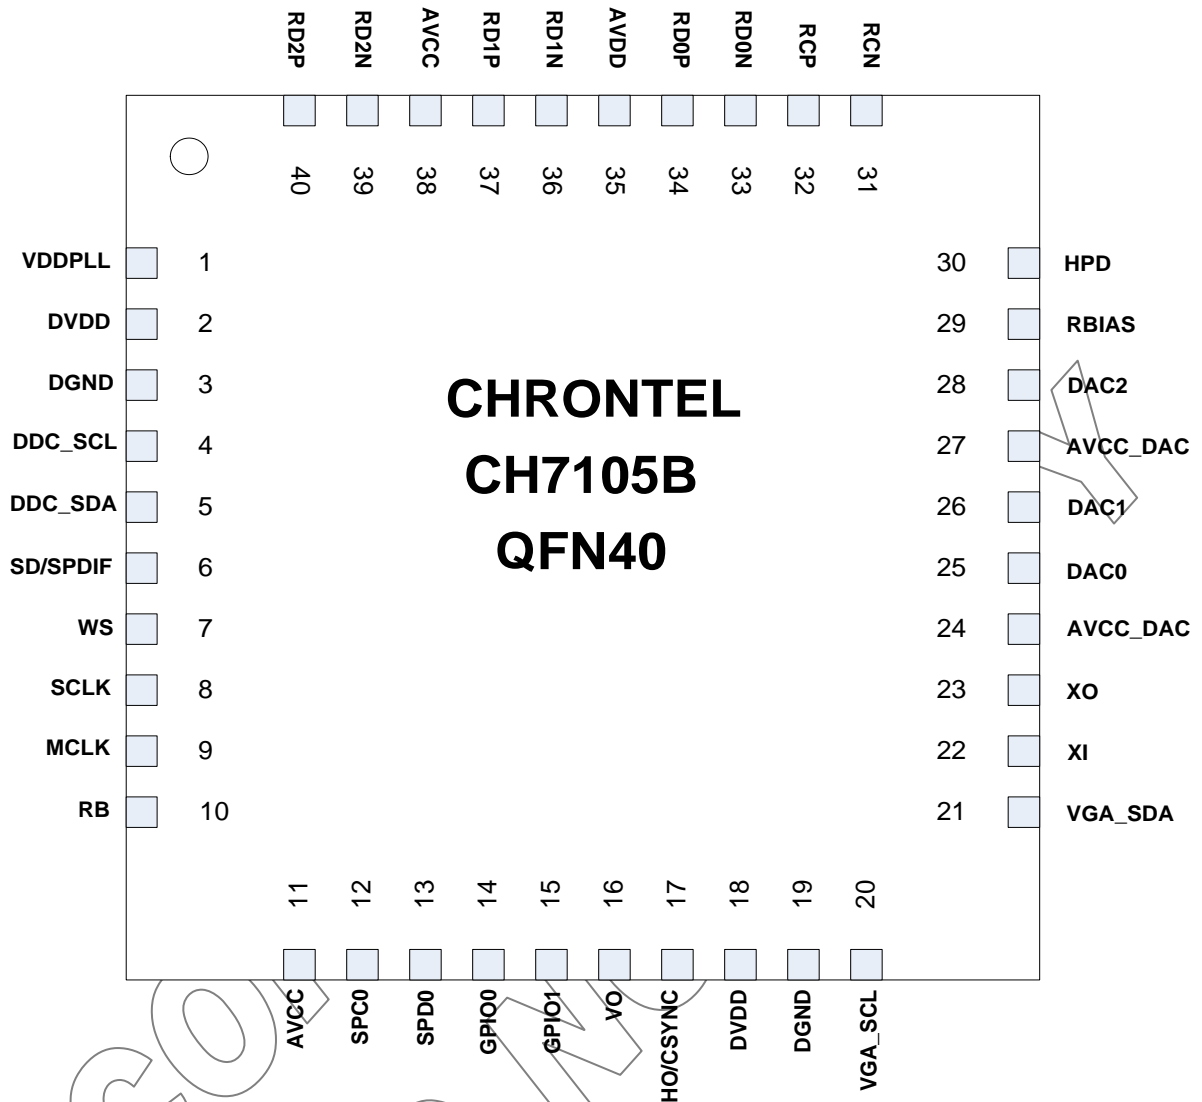 RD2P RD2N AVCC RD1P RD1N AVDD RD0P RD0N RCP RCN
40 39 38 37 36 35 34 33 32 31
VDDPLL 1 30 HPD
DVDD 2 29 RBIAS
DGND 3 28 DAC2
CHRONTEL
DDC_SCL 4 27 AVCC_DAC
CH7105B
DDC_SDA 5 26 DAC1
QFN40
SD/SPDIF 6 25 DAC0
WS 7 24 AVCC_DAC
SCLK 8 23 XO
MCLK 9 22 XI
RB 10 21 VGA_SDA
11 12 13 14 15 16 17 18 19 20
AVCC SPC0 SPD0 GPIO0 GPIO1 VO HO/CSYNC DVDD DGND VGA_SCL